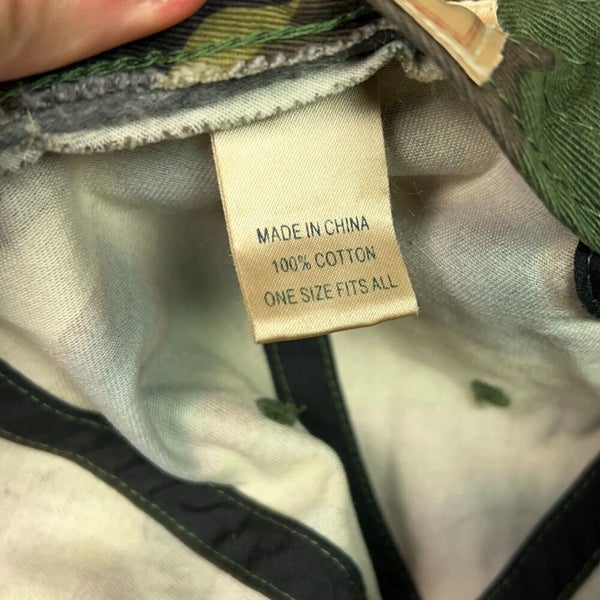 MADE IN CHINA
100% COTTON
ONE SIZE FITS ALL